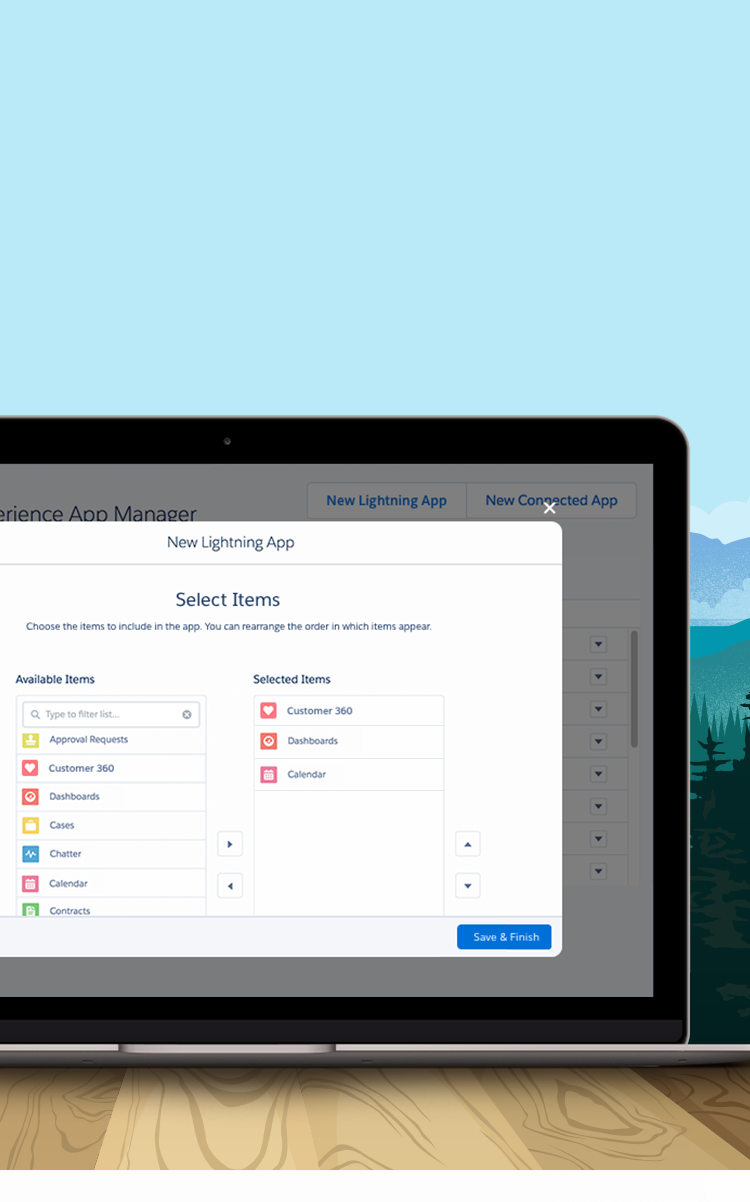 erience App Manager
New Lightning App
New Connected App
New Lightning App
Select Items
Choose the items to include in the app. You can rearrange the order in which items appear.
Available Items
Type to filter list...
Approval Requests
Customer 360
Dashboards
Cases
Chatter
Calendar
Contracts
Selected Items
Customer 360
Dashboards
Calendar
Save & Finish